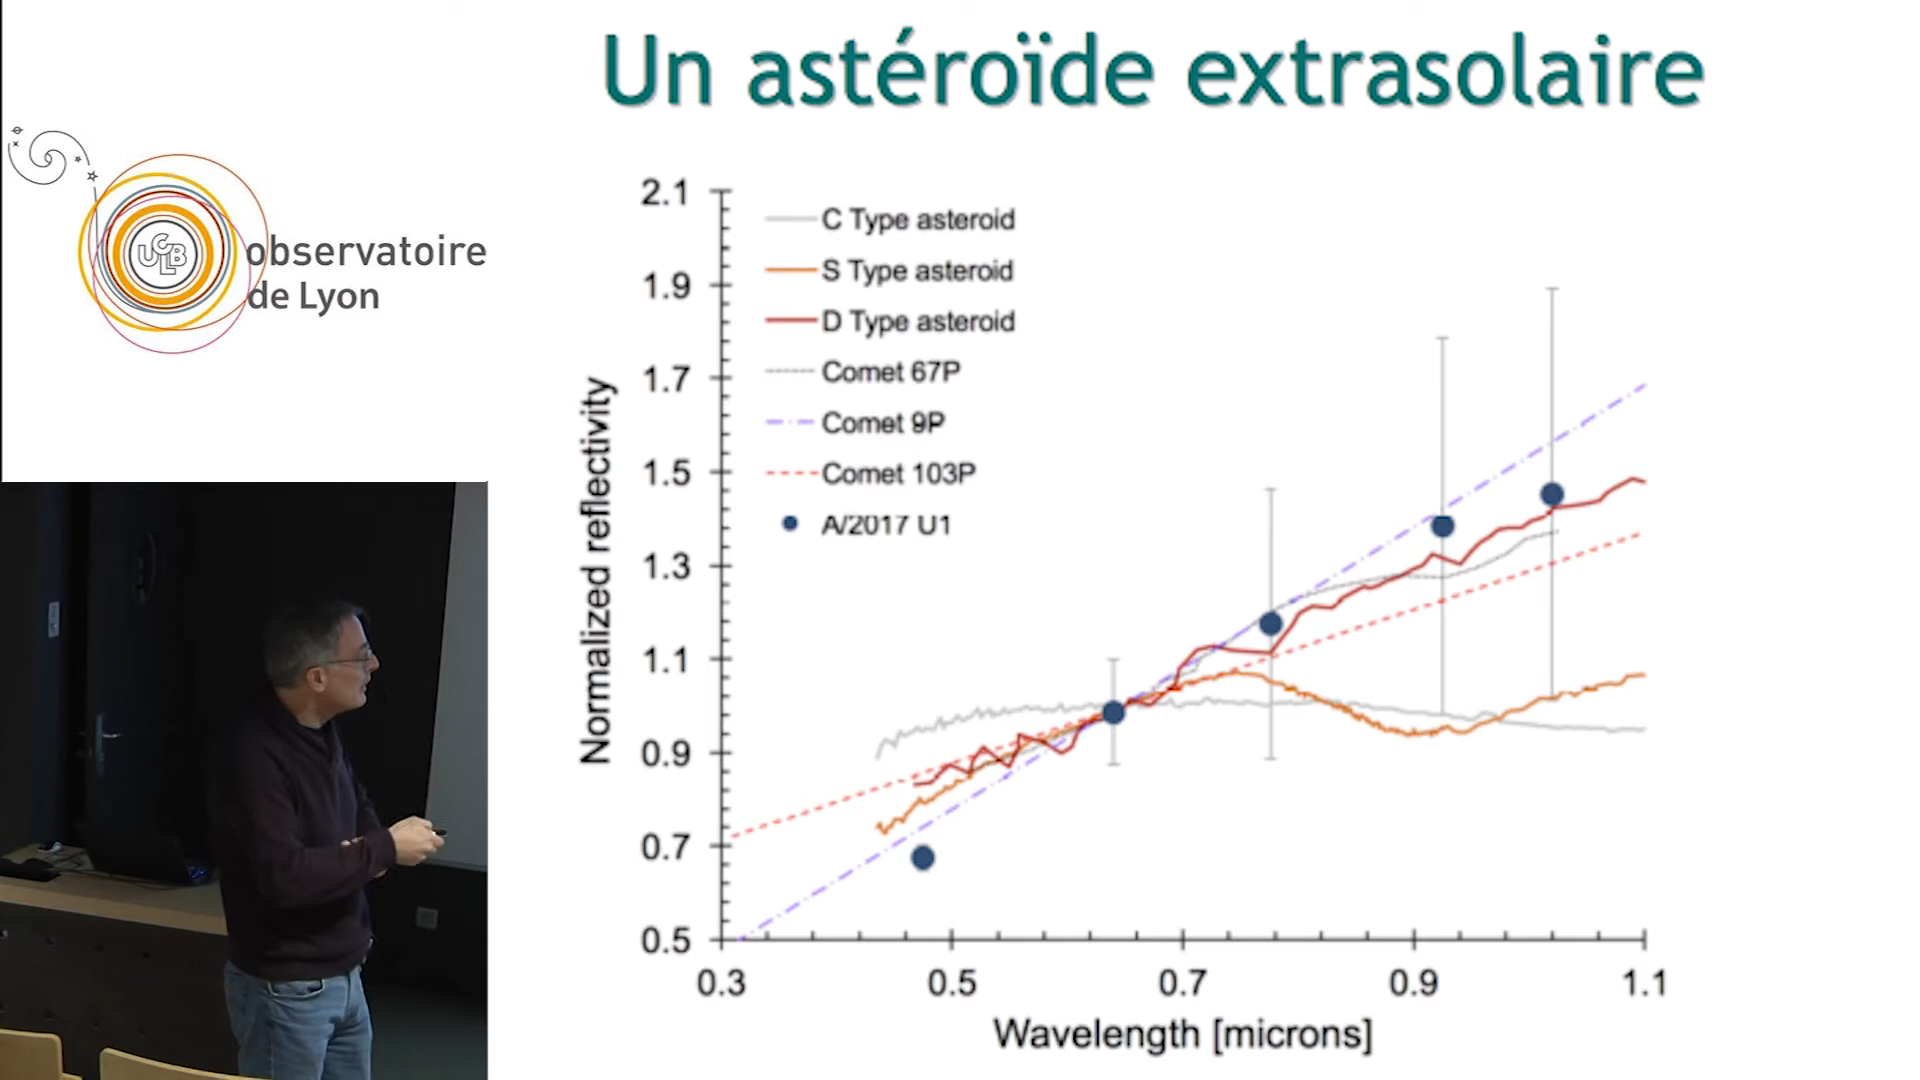 Un astéroïde extrasolaire
UCBL
observatoire
de Lyon
2.1
1.9
1.7
1.5
1.3
1.1
0.9
0.7
0.5
Normalized reflectivity
C Type asteroid
S Type asteroid
D Type asteroid
Comet 67P
Comet 9P
Comet 103P
A/2017 U1
0.3
0.5
0.7
0.9
1.1
Wavelength [microns]